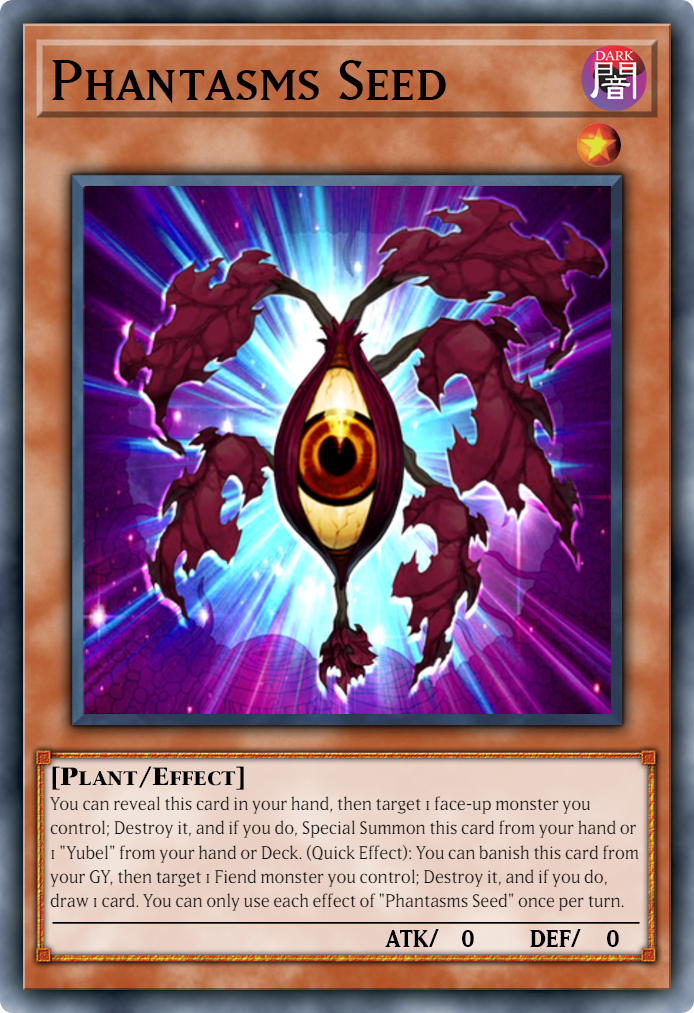 Phantasms Seed
DARK
闇
[Plant/Effect]
You can reveal this card in your hand, then target 1 face-up monster you
control; Destroy it, and if you do, Special Summon this card from your hand or
1 "Yubel" from your hand or Deck. (Quick Effect): You can banish this card from
your GY, then target 1 Fiend monster you control; Destroy it, and if you do,
draw 1 card. You can only use each effect of "Phantasms Seed" once per turn.
ATK/ 0 DEF/ 0